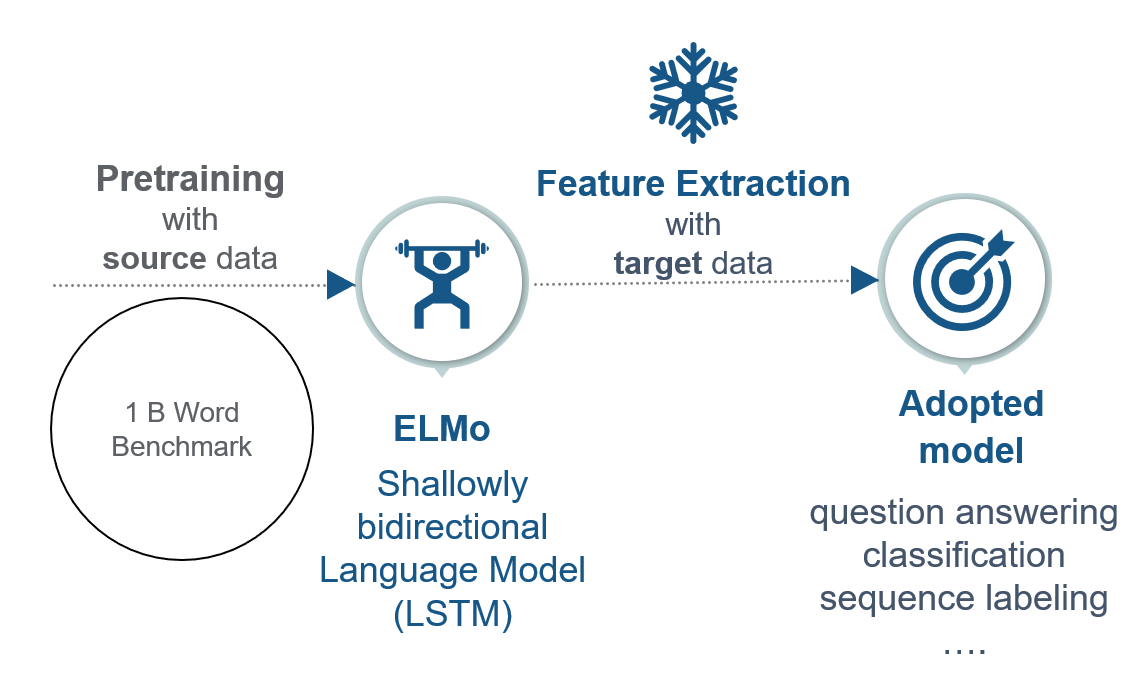 Pretraining
with
source data
1 B Word
Benchmark
ELMo
Shallowly
bidirectional
Language Model
(LSTM)
Feature Extraction
with
target data
Adopted
model
question answering
classification
sequence labeling
....